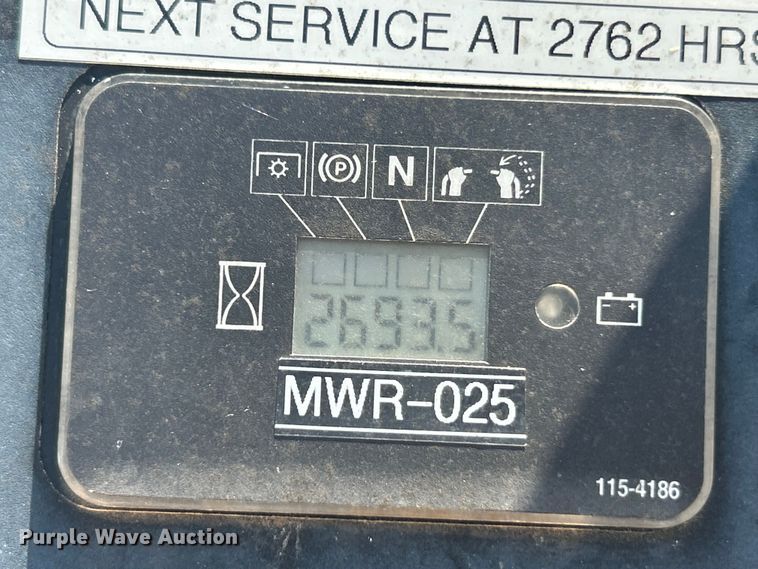 NEXT SERVICE AT 2762 HRS
(P) N
2693.5
MWR-025
115-4186
Purple Wave Auction